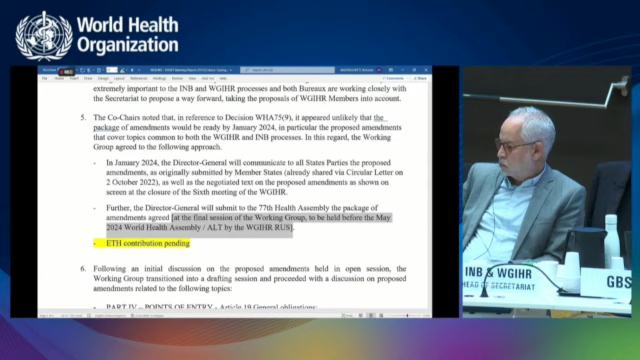 World Health
Organization
extremely important to the INB and WGIHR processes and both Bureaux are working closely with
the Secretariat to propose a way forward, taking the proposals of WGIHR Members into account.
5. The Co-Chairs noted that, in reference to Decision WHA75(9), it appeared unlikely that the
package of amendments would be ready by January 2024, in particular the proposed amendments
that cover topics common to both the WGIHR and INB processes. In this regard, the Working
Group agreed to the following approach.
- In January 2024, the Director-General will communicate to all States Parties the proposed
amendments, as originally submitted by Member States (already shared via Circular Letter on
2 October 2022), as well as the negotiated text on the proposed amendments as shown on
screen at the closure of the Sixth meeting of the WGIHR.
- Further, the Director-General will submit to the 77th Health Assembly the package of
amendments agreed [at the final session of the Working Group, to be held before the May
2024 World Health Assembly / ALT by the WGIHR RUS].
- ETH contribution pending
6. Following an initial discussion on the proposed amendments held in open session, the
Working Group transitioned into a drafting session and proceeded with a discussion on proposed
amendments related to the following topics:
- PART IV – POINTS OF ENTRY - Article 19 General obligations:
INB & WGIHR
HEAD OF SECRETARIAT
GBS